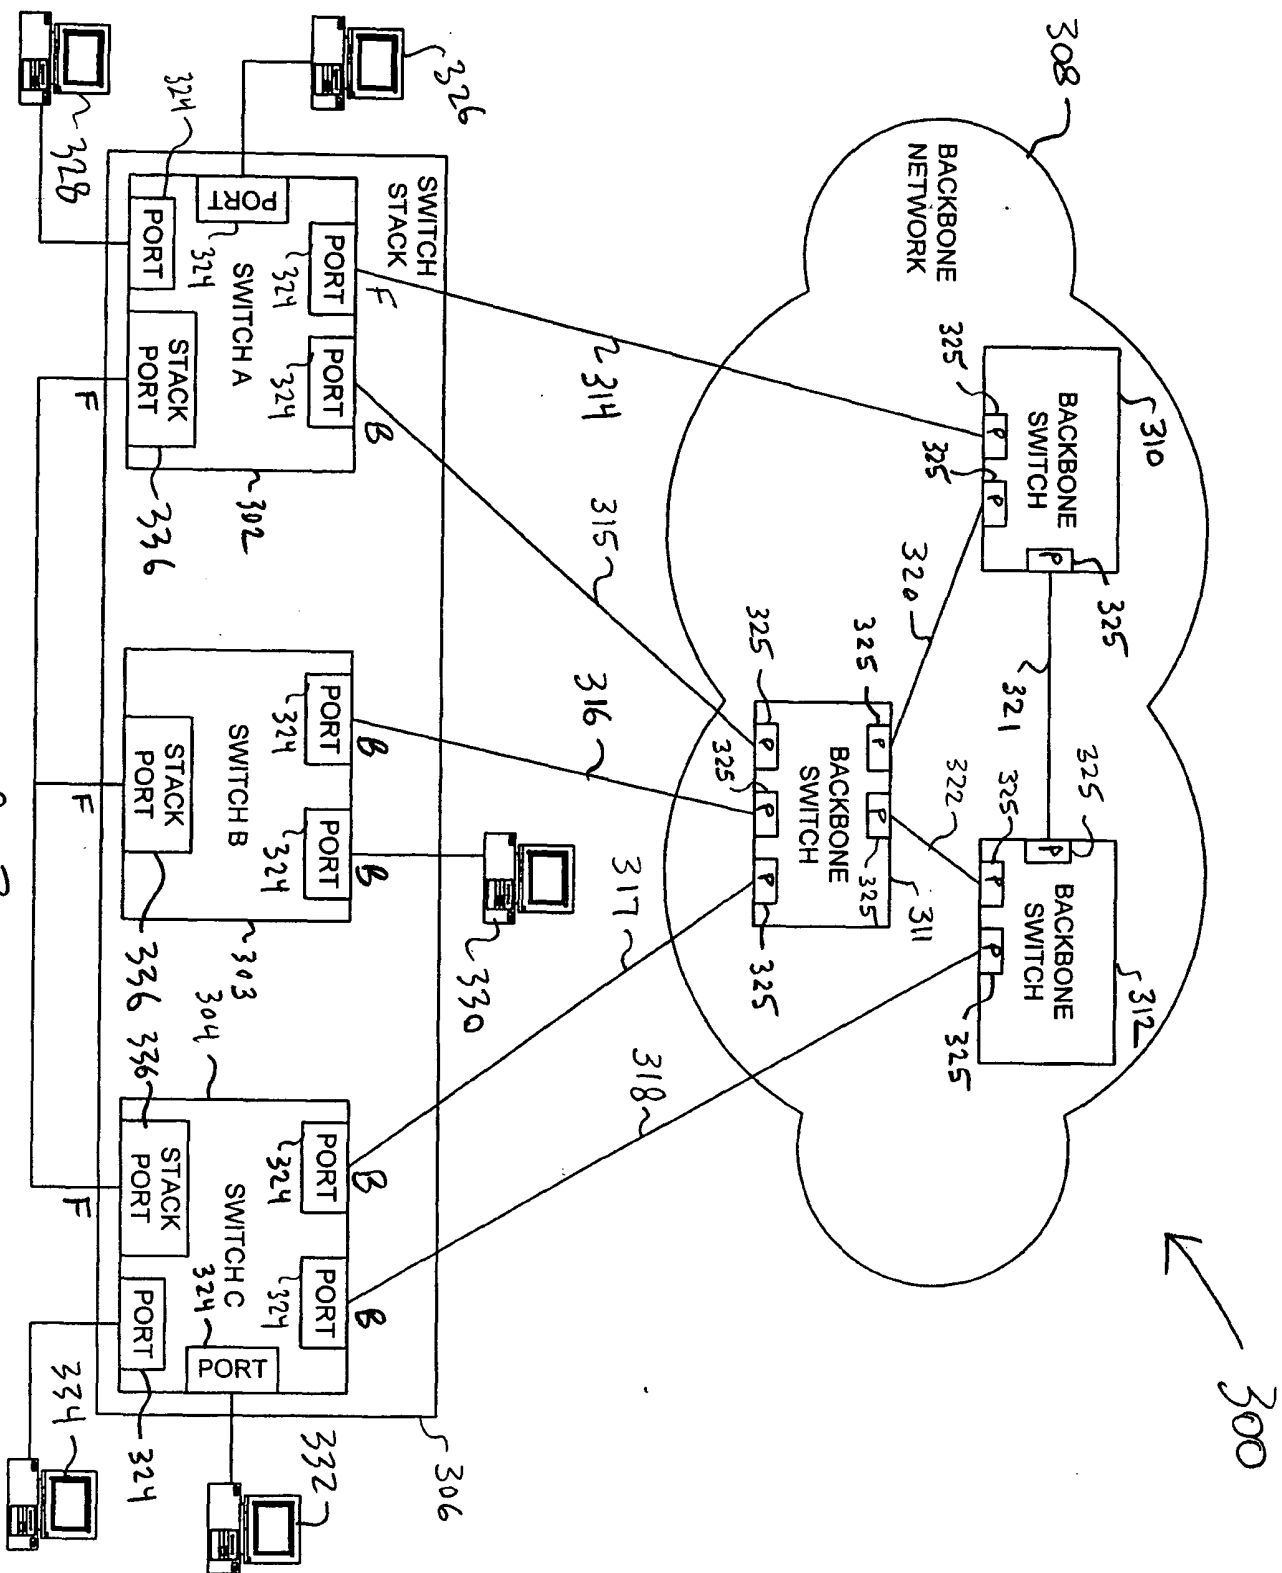 300
308
BACKBONE
NETWORK
310
BACKBONE
SWITCH
325
325
325
321
312
BACKBONE
SWITCH
325
325
325
320
322
311
BACKBONE
SWITCH
P
P
P
P
P
P
P
P
P
P
P
325
325
325
325
325
314
315
316
317
318
326
328
330
332
334
306
SWITCH
STACK
F
B
B
B
B
B
PORT
324
PORT
324
PORT
324
PORT
324
SWITCH A
STACK
PORT
336
302
F
PORT
324
PORT
324
SWITCH B
STACK
PORT
336
303
F
304
PORT
324
PORT
324
SWITCH C
324
PORT
PORT
324
STACK
PORT
336
F